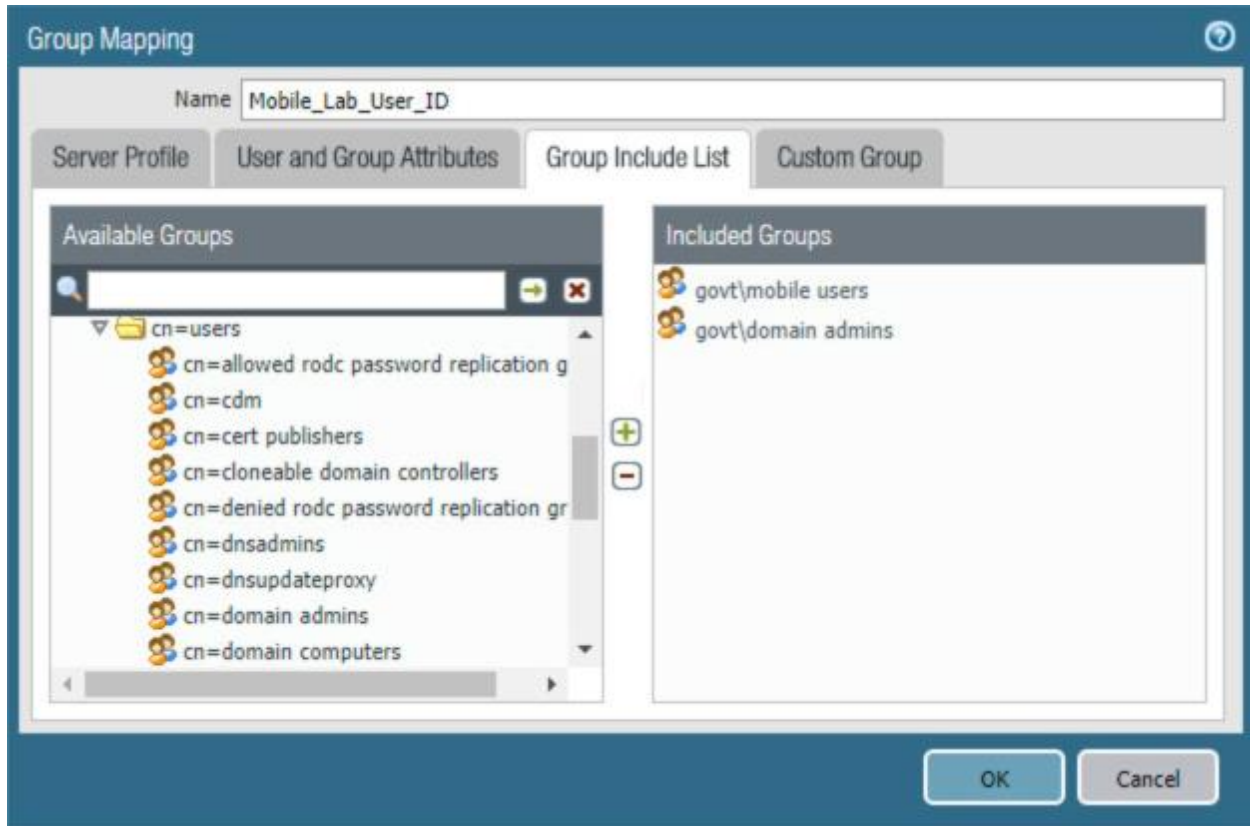 Group Mapping
Name Mobile_Lab_User_ID
Server Profile User and Group Attributes Group Include List Custom Group
Available Groups
cn=users
cn=allowed rodc password replication g
cn=cdm
cn=cert publishers
cn=cloneable domain controllers
cn=denied rodc password replication gr
cn=dnsadmins
cn=dnsupdateproxy
cn=domain admins
cn=domain computers
Included Groups
govt\mobile users
govt\domain admins
OK Cancel